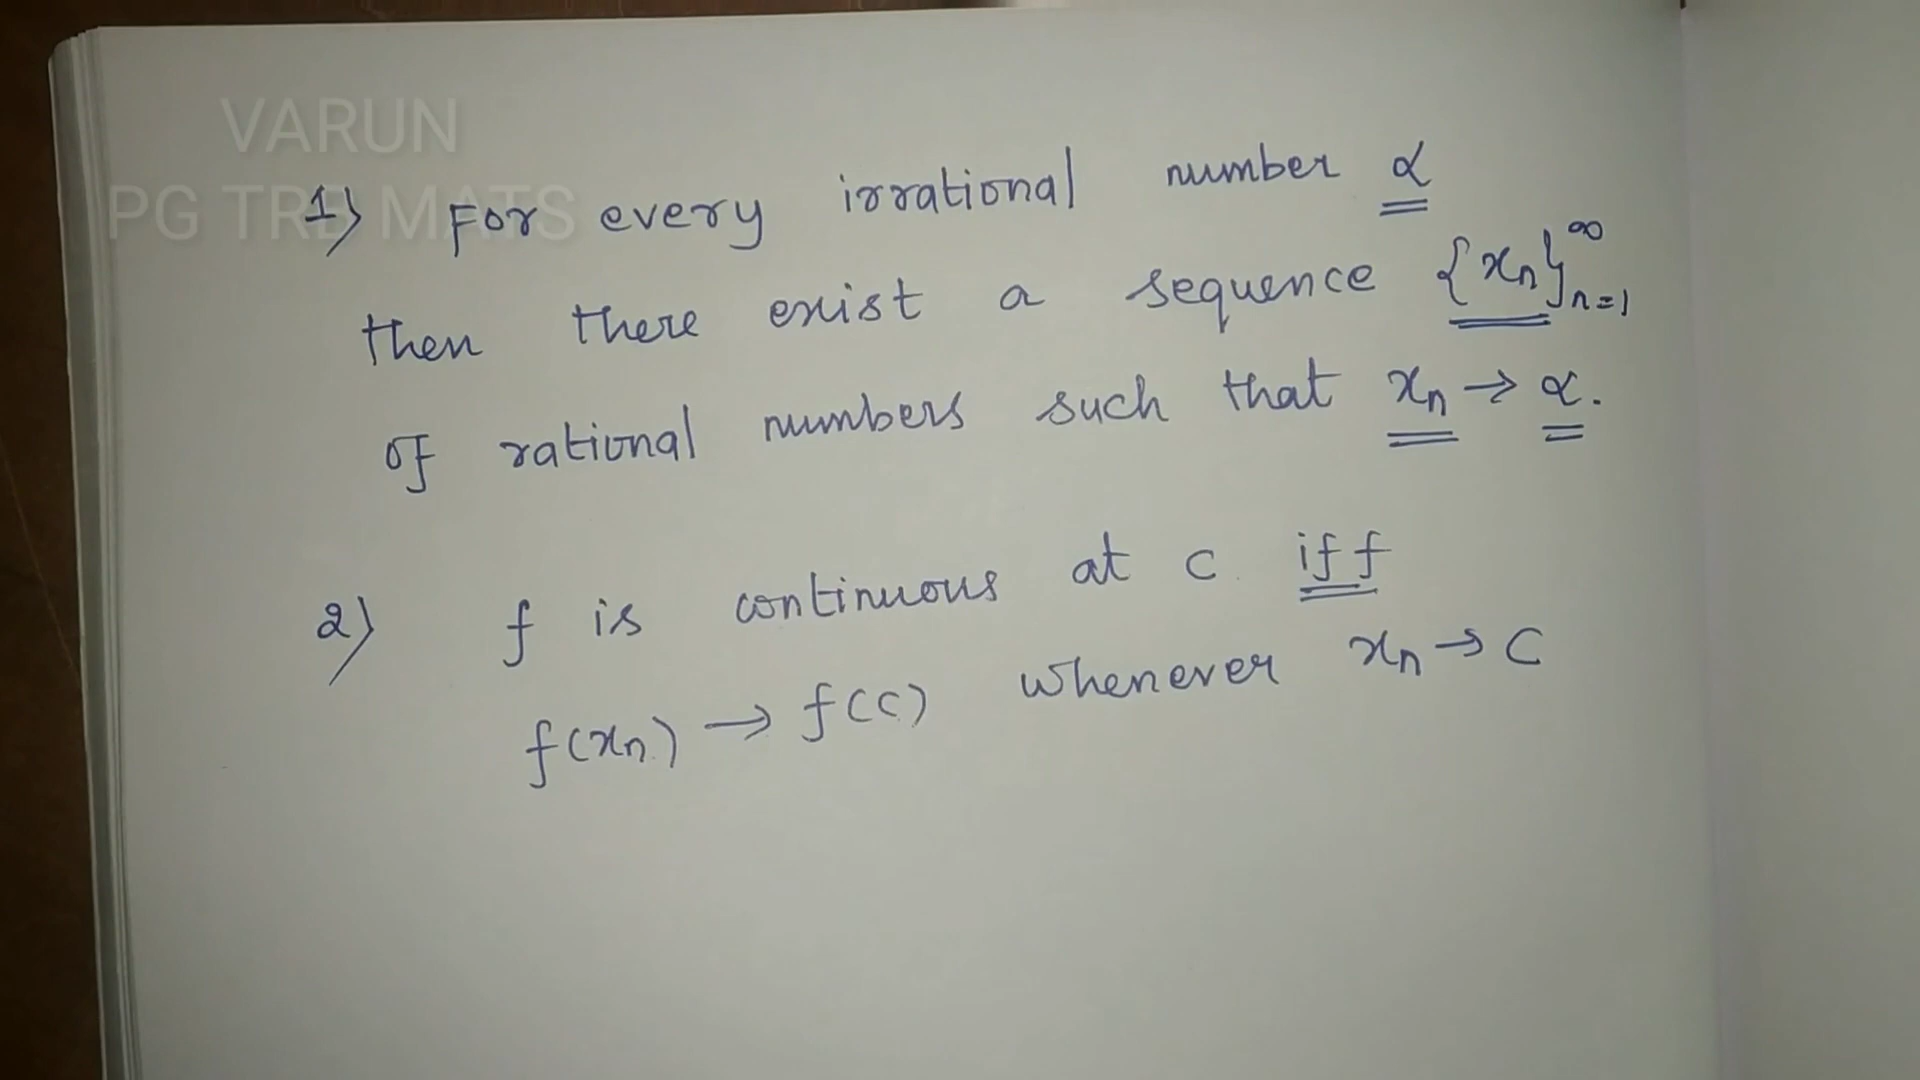 VARUN
PG TRB MATS
1) For every irrational number α
then there exist a sequence {xn}∞n=1
of rational numbers such that xn → α.
2) f is continuous at c iff
f(xn) → f(c) whenever xn → c